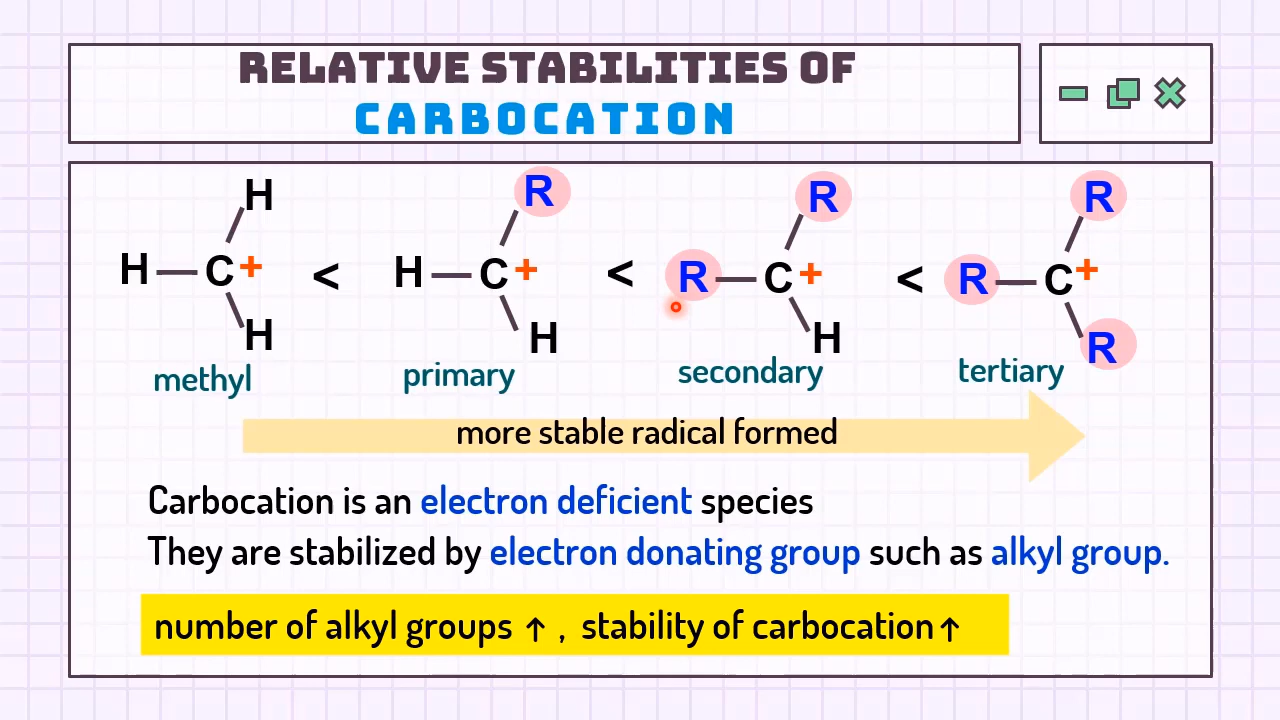 RELATIVE STABILITIES OF
CARBOCATION
H
H — C +
H
methyl
<
R
H — C +
H
primary
<
R
R — C +
H
secondary
<
R
R — C +
R
tertiary
more stable radical formed
Carbocation is an electron deficient species
They are stabilized by electron donating group such as alkyl group.
number of alkyl groups ↑ , stability of carbocation ↑